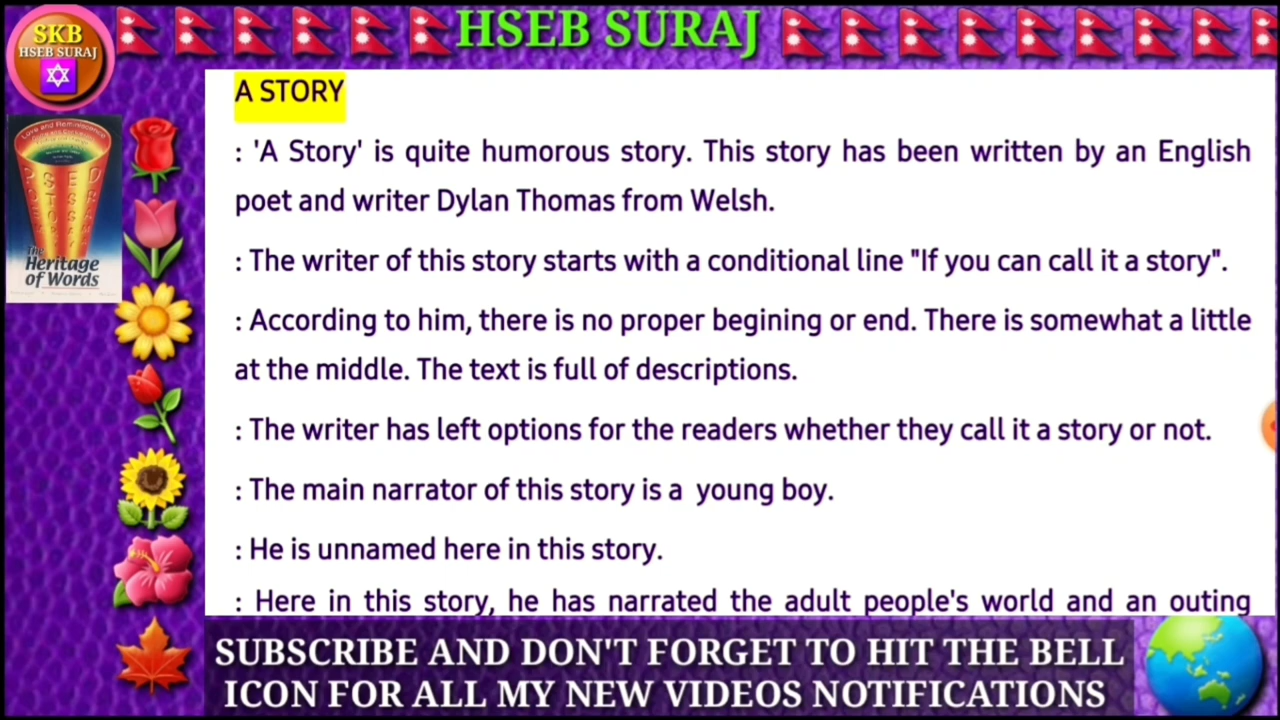 SKB
HSEB SURAJ
HSEB SURAJ
The
Heritage
of Words
A STORY
: 'A Story' is quite humorous story. This story has been written by an English
poet and writer Dylan Thomas from Welsh.
: The writer of this story starts with a conditional line "If you can call it a story".
: According to him, there is no proper begining or end. There is somewhat a little
at the middle. The text is full of descriptions.
: The writer has left options for the readers whether they call it a story or not.
: The main narrator of this story is a young boy.
: He is unnamed here in this story.
: Here in this story, he has narrated the adult people's world and an outing
SUBSCRIBE AND DON'T FORGET TO HIT THE BELL
ICON FOR ALL MY NEW VIDEOS NOTIFICATIONS